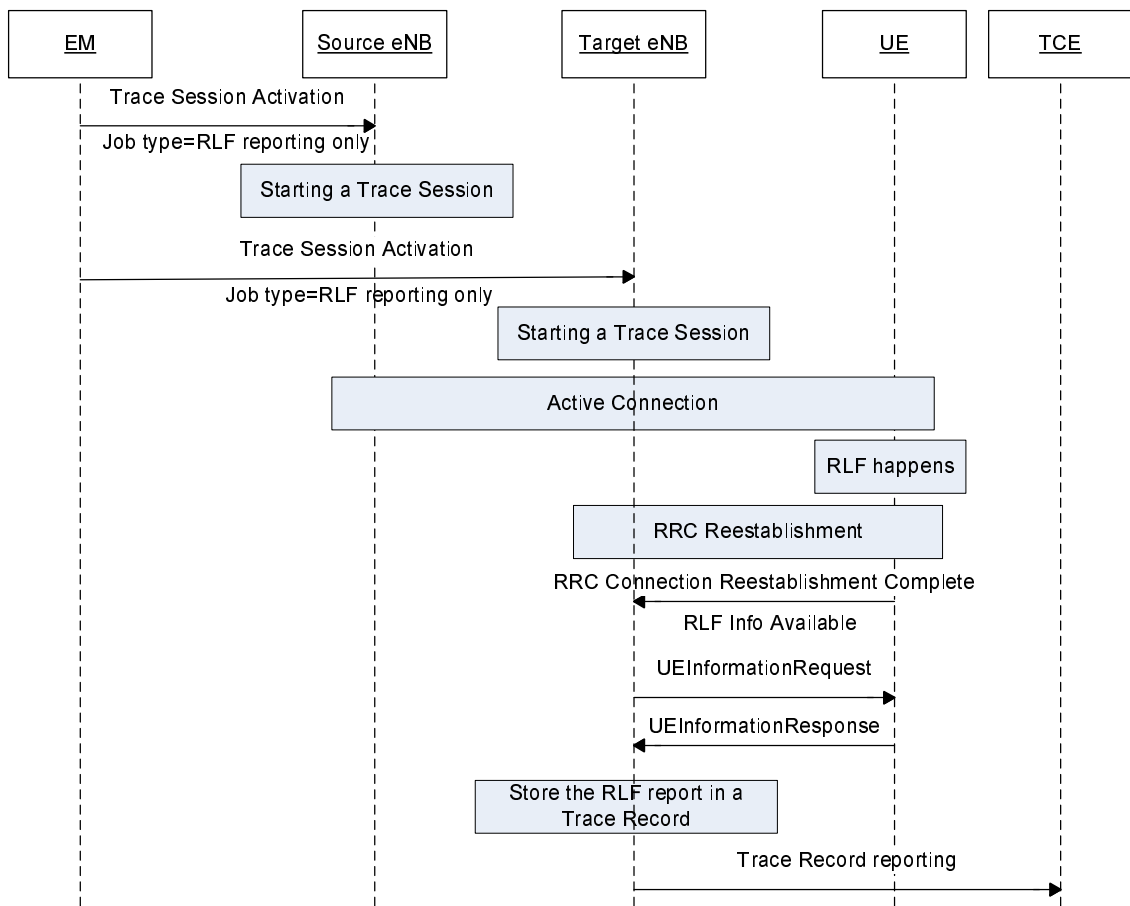 EM
Source eNB
Target eNB
UE
TCE
Trace Session Activation
Job type=RLF reporting only
Starting a Trace Session
Trace Session Activation
Job type=RLF reporting only
Starting a Trace Session
Active Connection
RLF happens
RRC Reestablishment
RRC Connection Reestablishment Complete
RLF Info Available
UEInformationRequest
UEInformationResponse
Store the RLF report in a
Trace Record
Trace Record reporting